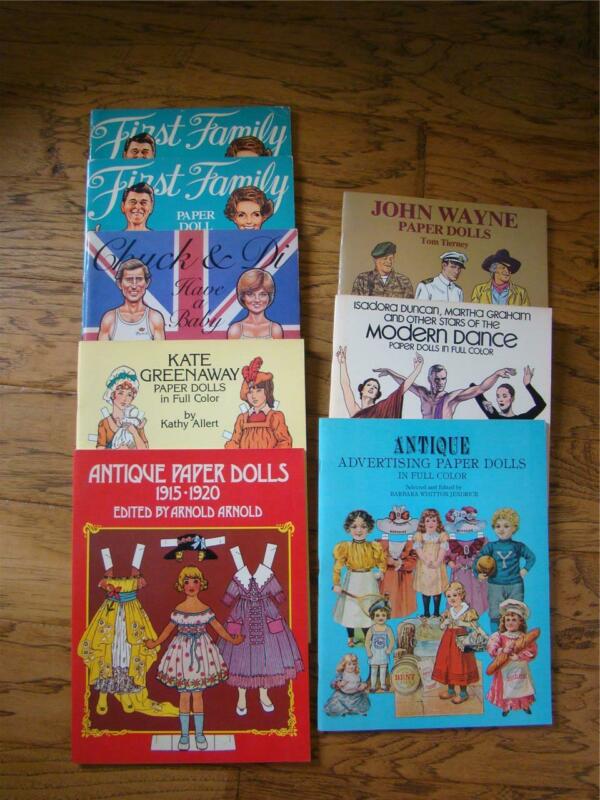 First Family
First Family
PAPER
DOLL
Chuck & Di
Have
a
Baby
KATE
GREENAWAY
PAPER DOLLS
in Full Color
by
Kathy Allert
ANTIQUE PAPER DOLLS
1915·1920
EDITED BY ARNOLD ARNOLD
JOHN WAYNE
PAPER DOLLS
Tom Tierney
ISADORA DUNCAN, MARTHA GRAHAM
AND OTHER STARS OF THE
MODERN DANCE
PAPER DOLLS IN FULL COLOR
ANTIQUE
ADVERTISING PAPER DOLLS
IN FULL COLOR
Selected and Edited by
BARBARA WHITTON JENDRICK
Y
BENT